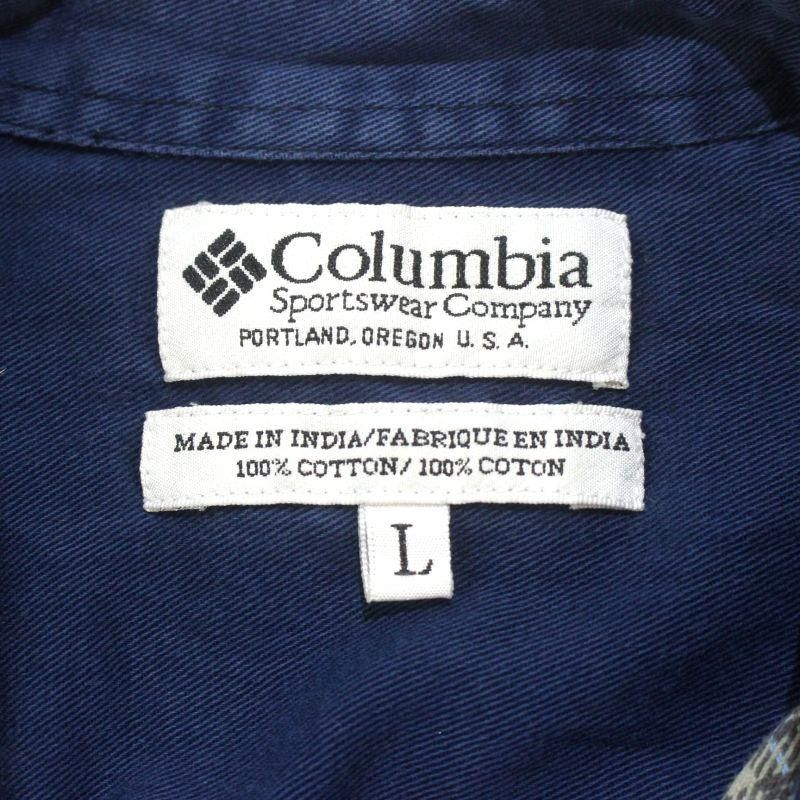 Columbia
Sportswear Company
PORTLAND, OREGON U.S.A.
MADE IN INDIA/FABRIQUE EN INDIA
100% COTTON/ 100% COTON
L